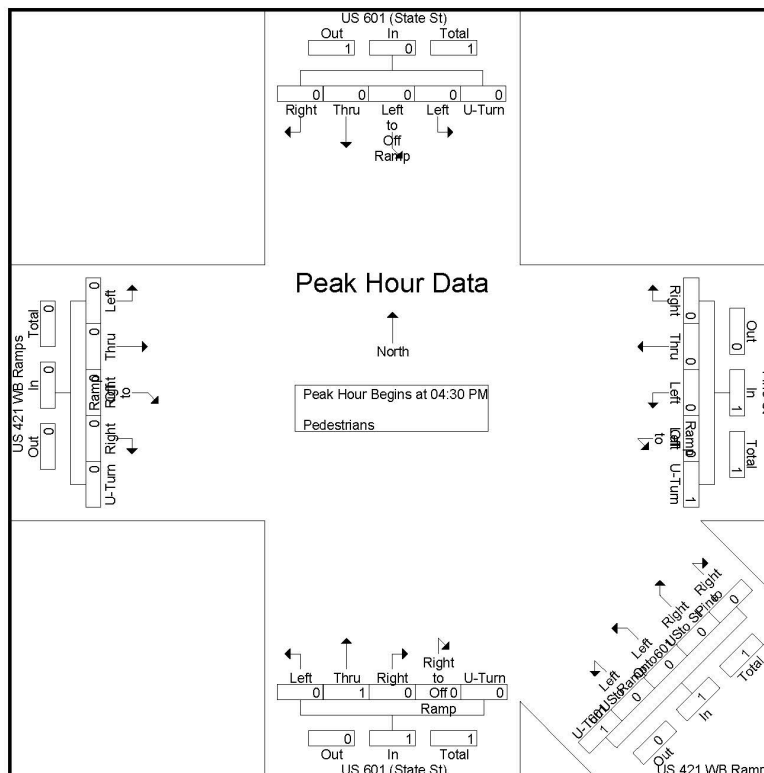 US 601 (State St)
Out In Total
1 0 1
0 0 0 0 0
Right Thru Left to Off Ramp Left U-Turn
Peak Hour Data
North
Peak Hour Begins at 04:30 PM
Pedestrians
US 421 WB Ramps
Out In Total
0 0 0
Left Thru Right to Off Ramp Right U-Turn
0 0 0 0 0
Out In Total
0 1 1
Right Thru Left Left to Off Ramp U-Turn
0 0 0 0 1
Left Thru Right Right to Off Ramp U-Turn
0 1 0 0 0
0 1 1
Out In Total
US 601 (State St)
Left Left Right Right
U-Turn
1 0 0 0 0
Out In Total
0 1 1
US 421 WB Ramp